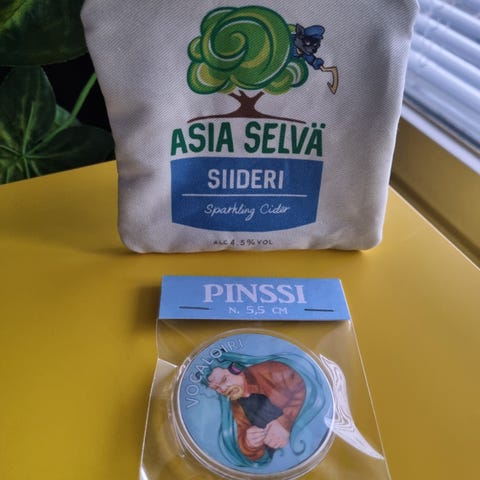 ASIA SELVÄ
SIIDERI
Sparkling Cider
ALC 4.5% VOL
PINSSI
N. 5,5 CM
VOCALOIRI